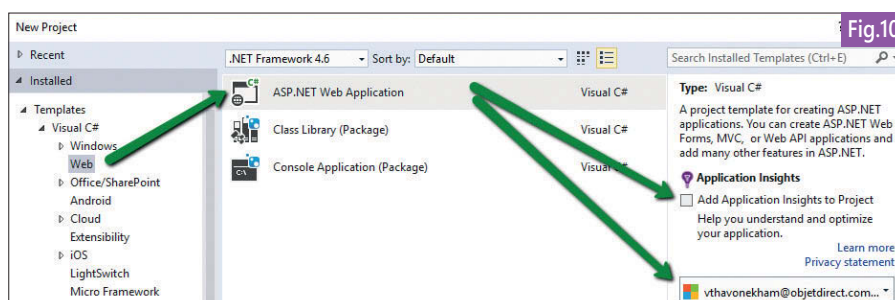 New Project
Fig.10
Recent
.NET Framework 4.6
Sort by: Default
Search Installed Templates (Ctrl+E)
Installed
Templates
Visual C#
Windows
Web
Office/SharePoint
Android
Cloud
Extensibility
iOS
LightSwitch
Micro Framework
ASP.NET Web Application Visual C#
Class Library (Package) Visual C#
Console Application (Package) Visual C#
Type: Visual C#
A project template for creating ASP.NET
applications. You can create ASP.NET Web
Forms, MVC, or Web API applications and
add many other features in ASP.NET.
Application Insights
Add Application Insights to Project
Help you understand and optimize
your application.
Learn more
Privacy statement
vthavonekham@objetdirect.com...